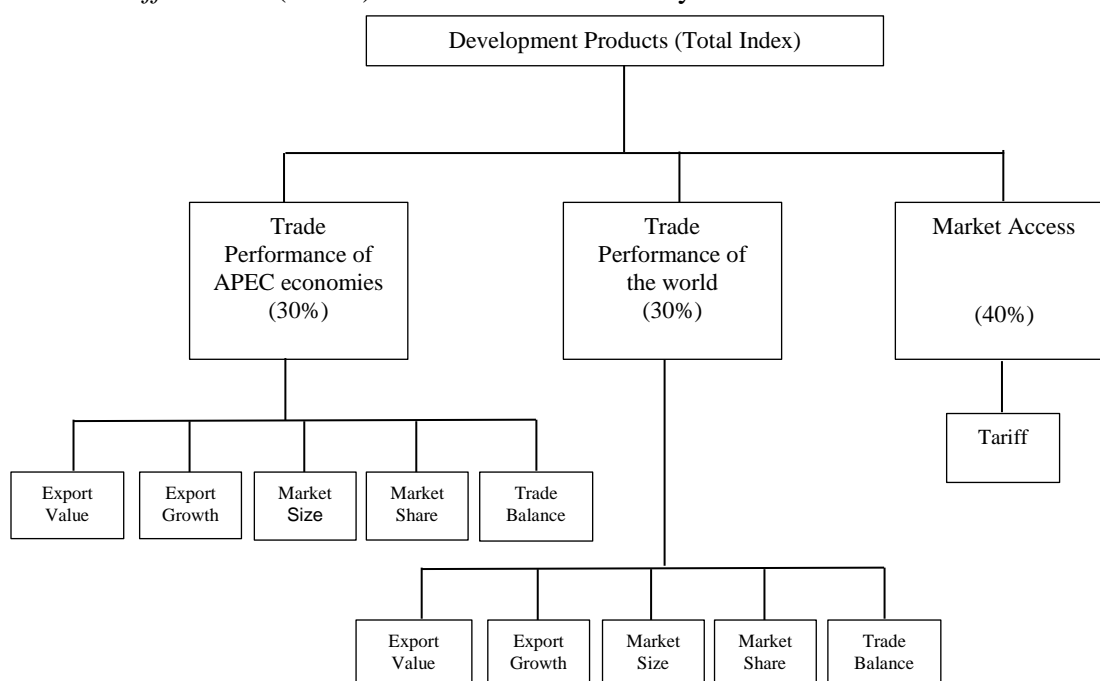 Development Products (Total Index)
Trade
Performance of
APEC economies
(30%)
Trade
Performance of
the world
(30%)
Market Access
(40%)
Tariff
Export
Value
Export
Growth
Market
Size
Market
Share
Trade
Balance
Export
Value
Export
Growth
Market
Size
Market
Share
Trade
Balance